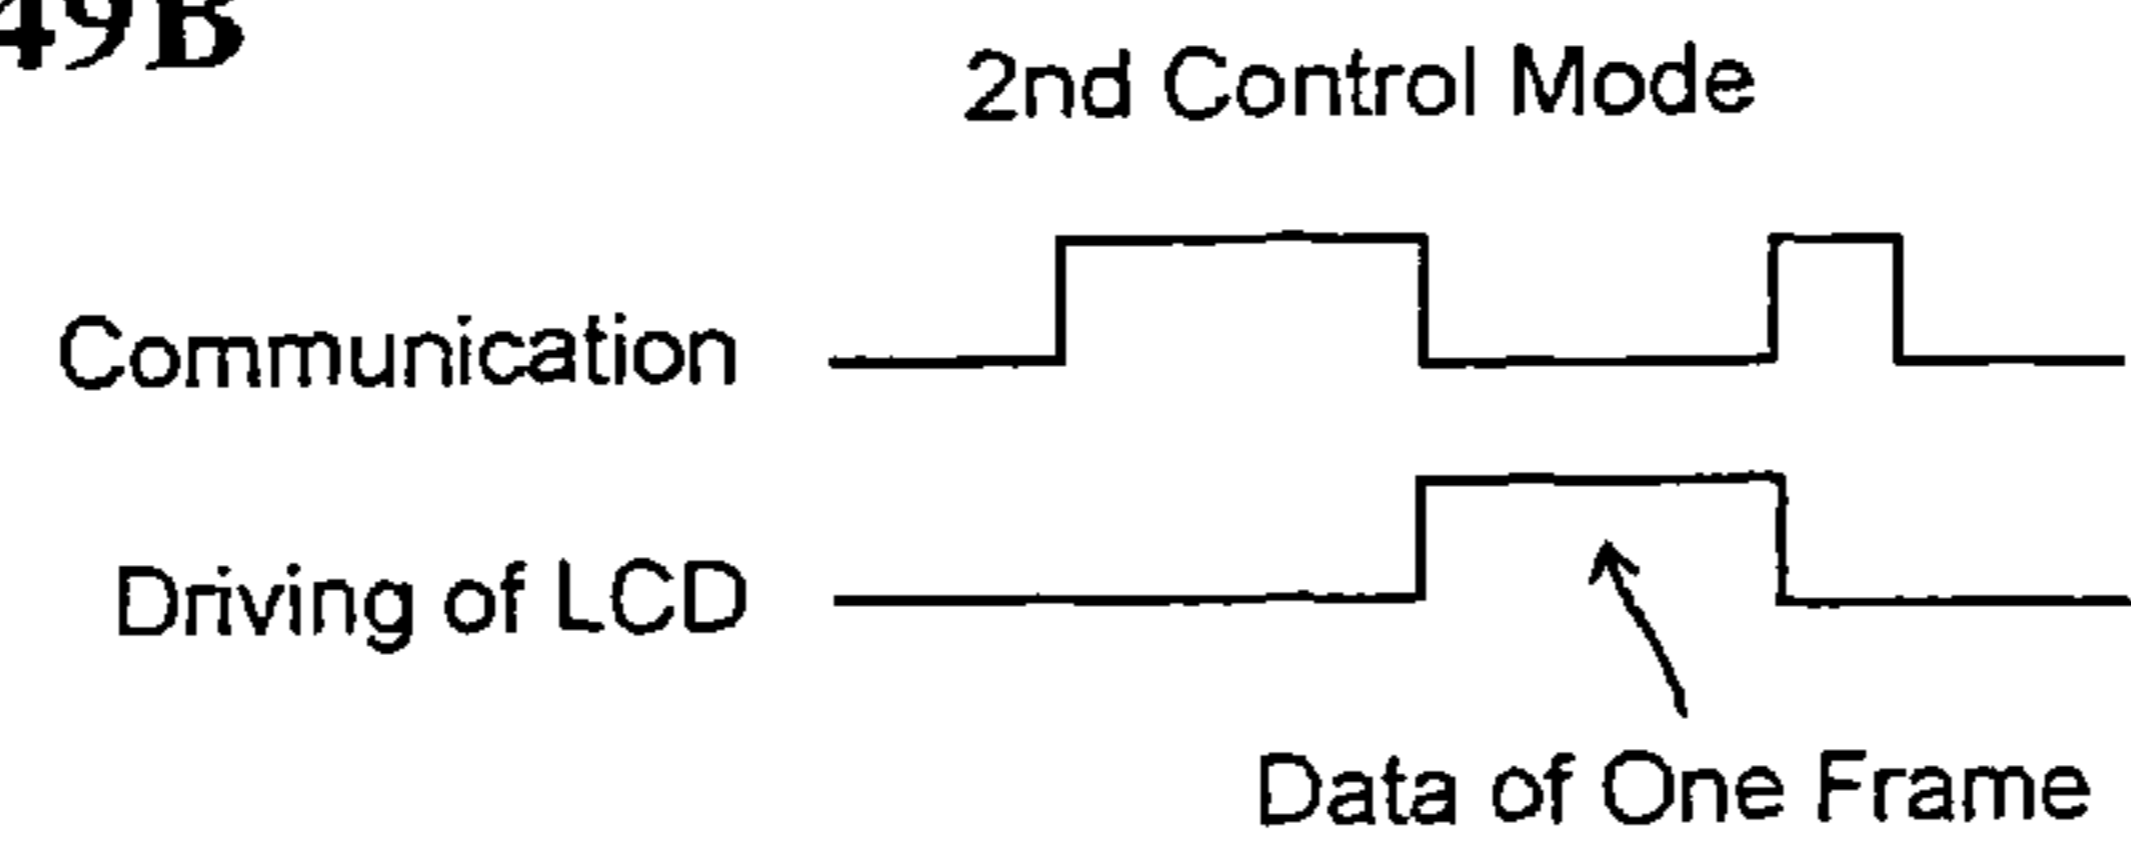 49B
2nd Control Mode
Communication
Driving of LCD
Data of One Frame